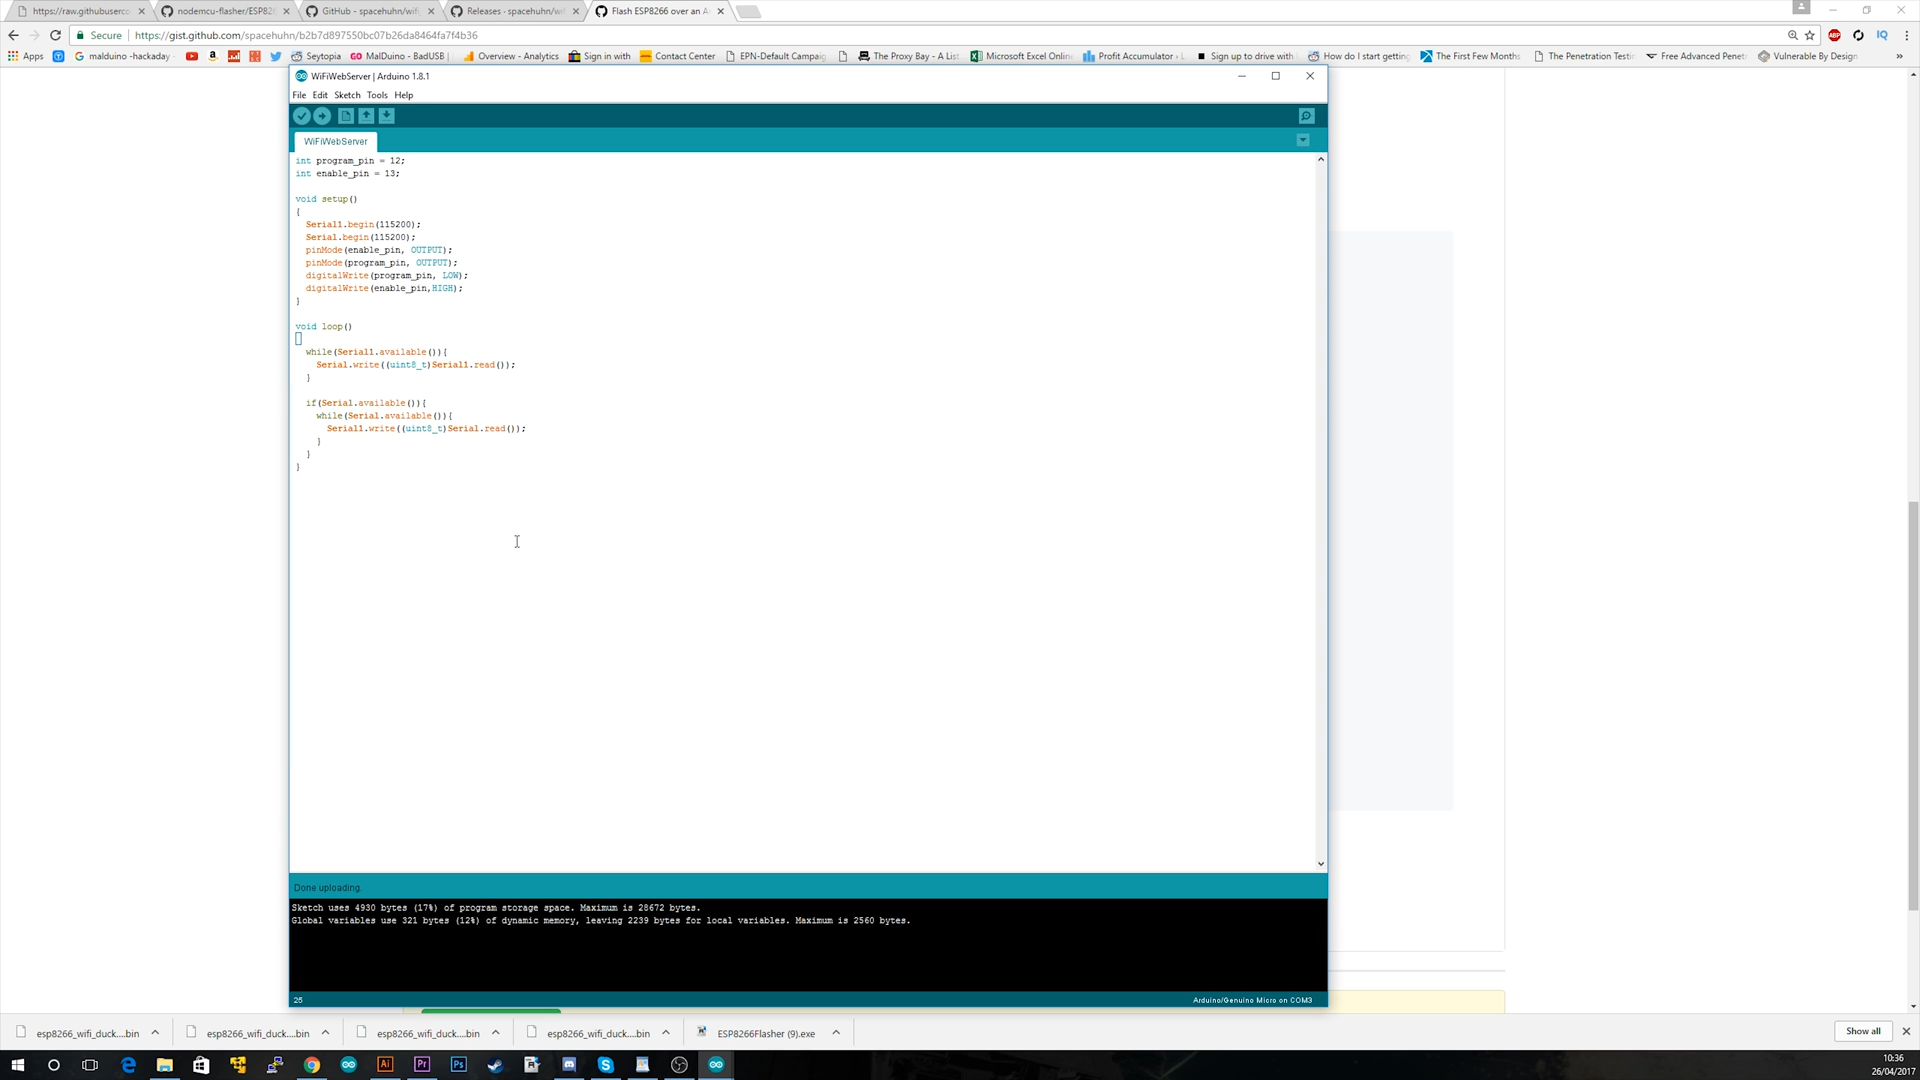 https://raw.githubuserco
nodemcu-flasher/ESP82
GitHub - spacehuhn/wif
Releases · spacehuhn/wi
Flash ESP8266 over an A
Secure
https://gist.github.com/spacehuhn/b2b7d897550bc07b26da8464fa7f4b36
ABP
IQ
Apps
malduino -hackaday
Seytopia
GO MalDuino - BadUSB |
Overview - Analytics
Sign in with
Contact Center
EPN-Default Campaig
The Proxy Bay - A List
Microsoft Excel Online
Profit Accumulator ›
Sign up to drive with
How do I start getting
The First Few Months
The Penetration Testi
Free Advanced Penet
Vulnerable By Design
»
WiFiWebServer | Arduino 1.8.1
File Edit Sketch Tools Help
WiFiWebServer
int program_pin = 12;
int enable_pin = 13;
void setup()
{
Serial1.begin(115200);
Serial.begin(115200);
pinMode(enable_pin, OUTPUT);
pinMode(program_pin, OUTPUT);
digitalWrite(program_pin, LOW);
digitalWrite(enable_pin,HIGH);
}
void loop()
while(Serial1.available()){
Serial.write((uint8_t)Serial1.read());
}
if(Serial.available()){
while(Serial.available()){
Serial1.write((uint8_t)Serial.read());
}
}
}
Done uploading.
Sketch uses 4930 bytes (17%) of program storage space. Maximum is 28672 bytes.
Global variables use 321 bytes (12%) of dynamic memory, leaving 2239 bytes for local variables. Maximum is 2560 bytes.
Arduino/Genuino Micro on COM3
esp8266_wifi_duck....bin
esp8266_wifi_duck....bin
esp8266_wifi_duck....bin
esp8266_wifi_duck....bin
ESP8266Flasher (9).exe
Show all
Ai
Pr
Ps
10:36
26/04/2017